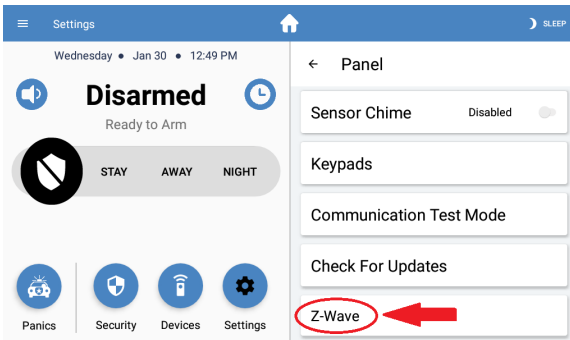 Settings
SLEEP
Wednesday ● Jan 30 ● 12:49 PM
Disarmed
Ready to Arm
STAY AWAY NIGHT
Panics Security Devices Settings
Panel
Sensor Chime Disabled
Keypads
Communication Test Mode
Check For Updates
Z-Wave